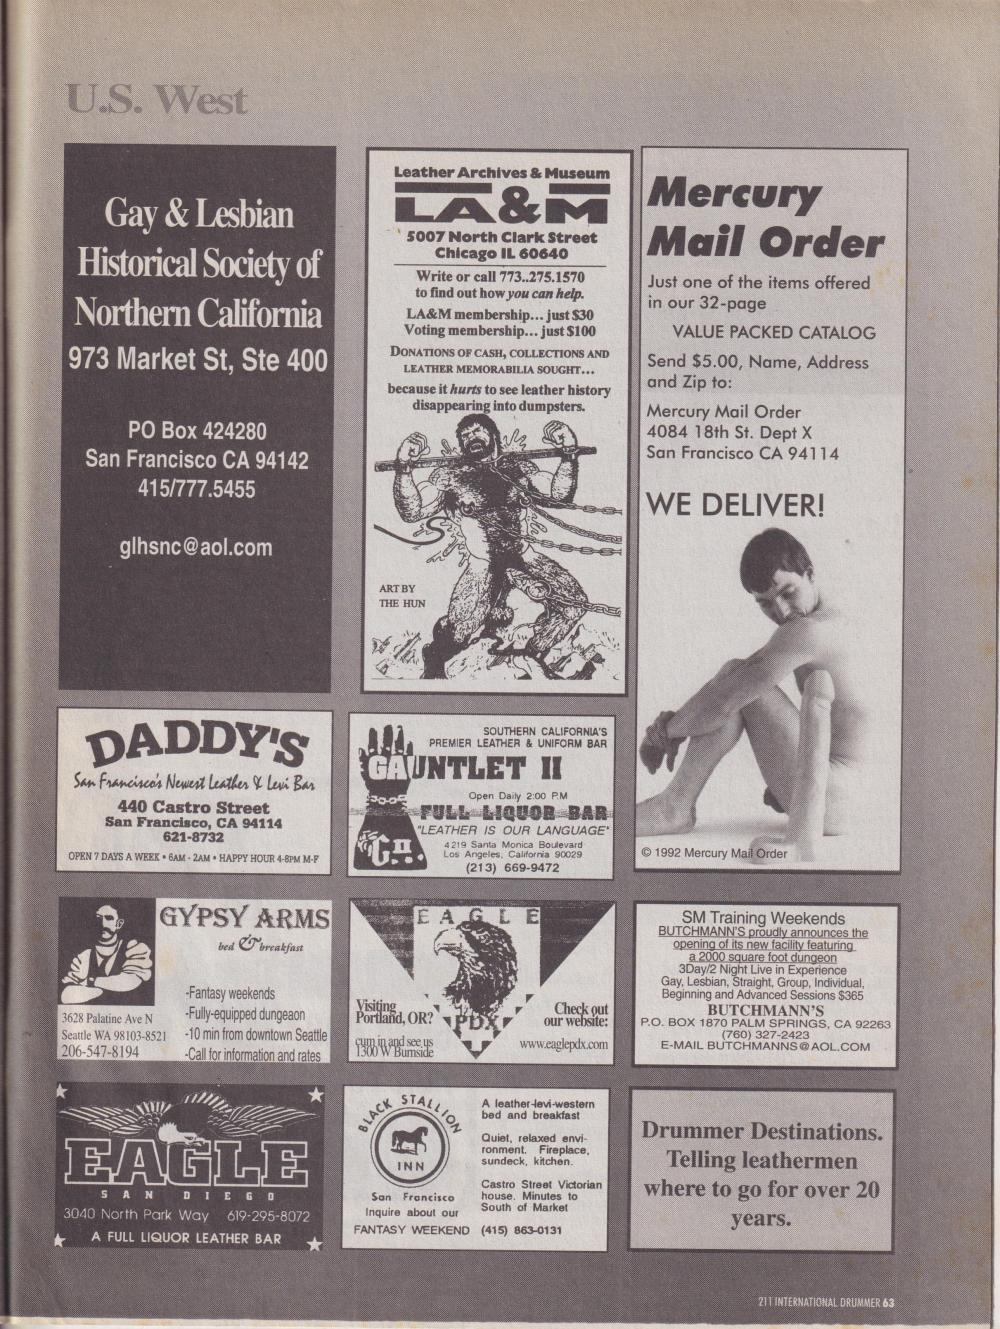 U.S. West
Gay & Lesbian
Historical Society of
Northern California
973 Market St, Ste 400
PO Box 424280
San Francisco CA 94142
415/777.5455
glhsnc@aol.com
Leather Archives & Museum
LA&M
5007 North Clark Street
Chicago IL 60640
Write or call 773..275.1570
to find out how you can help.
LA&M membership... just $30
Voting membership... just $100
DONATIONS OF CASH, COLLECTIONS AND
LEATHER MEMORABILIA SOUGHT...
because it hurts to see leather history
disappearing into dumpsters.
ART BY
THE HUN
Mercury
Mail Order
Just one of the items offered
in our 32-page
VALUE PACKED CATALOG
Send $5.00, Name, Address
and Zip to:
Mercury Mail Order
4084 18th St. Dept X
San Francisco CA 94114
WE DELIVER!
© 1992 Mercury Mail Order
DADDY'S
San Francisco's Newest Leather & Levi Bar
440 Castro Street
San Francisco, CA 94114
621-8732
OPEN 7 DAYS A WEEK • 6AM - 2AM • HAPPY HOUR 4-8PM M-F
SOUTHERN CALIFORNIA'S
PREMIER LEATHER & UNIFORM BAR
GAUNTLET II
Open Daily 2:00 P.M
FULL LIQUOR BAR
"LEATHER IS OUR LANGUAGE"
4219 Santa Monica Boulevard
Los Angeles, California 90029
(213) 669-9472
G.II.
GYPSY ARMS
bed & breakfast
-Fantasy weekends
-Fully-equipped dungeaon
-10 min from downtown Seattle
-Call for information and rates
3628 Palatine Ave N
Seattle WA 98103-8521
206-547-8194
EAGLE
PDX
Visiting
Portland, OR?
cum in and see us
1300 W Burnside
Check out
our website:
www.eaglepdx.com
SM Training Weekends
BUTCHMANN'S proudly announces the
opening of its new facility featuring
a 2000 square foot dungeon
3Day/2 Night Live in Experience
Gay, Lesbian, Straight, Group, Individual,
Beginning and Advanced Sessions $365
BUTCHMANN'S
P.O. BOX 1870 PALM SPRINGS, CA 92263
(760) 327-2423
E-MAIL BUTCHMANNS@AOL.COM
EAGLE
SAN DIEGO
3040 North Park Way 619-295-8072
A FULL LIQUOR LEATHER BAR
BLACK STALLION
INN
San Francisco
Inquire about our
FANTASY WEEKEND
A leather-levi-western
bed and breakfast
Quiet, relaxed envi-
ronment. Fireplace,
sundeck, kitchen.
Castro Street Victorian
house. Minutes to
South of Market
(415) 863-0131
Drummer Destinations.
Telling leathermen
where to go for over 20
years.
211 INTERNATIONAL DRUMMER 63